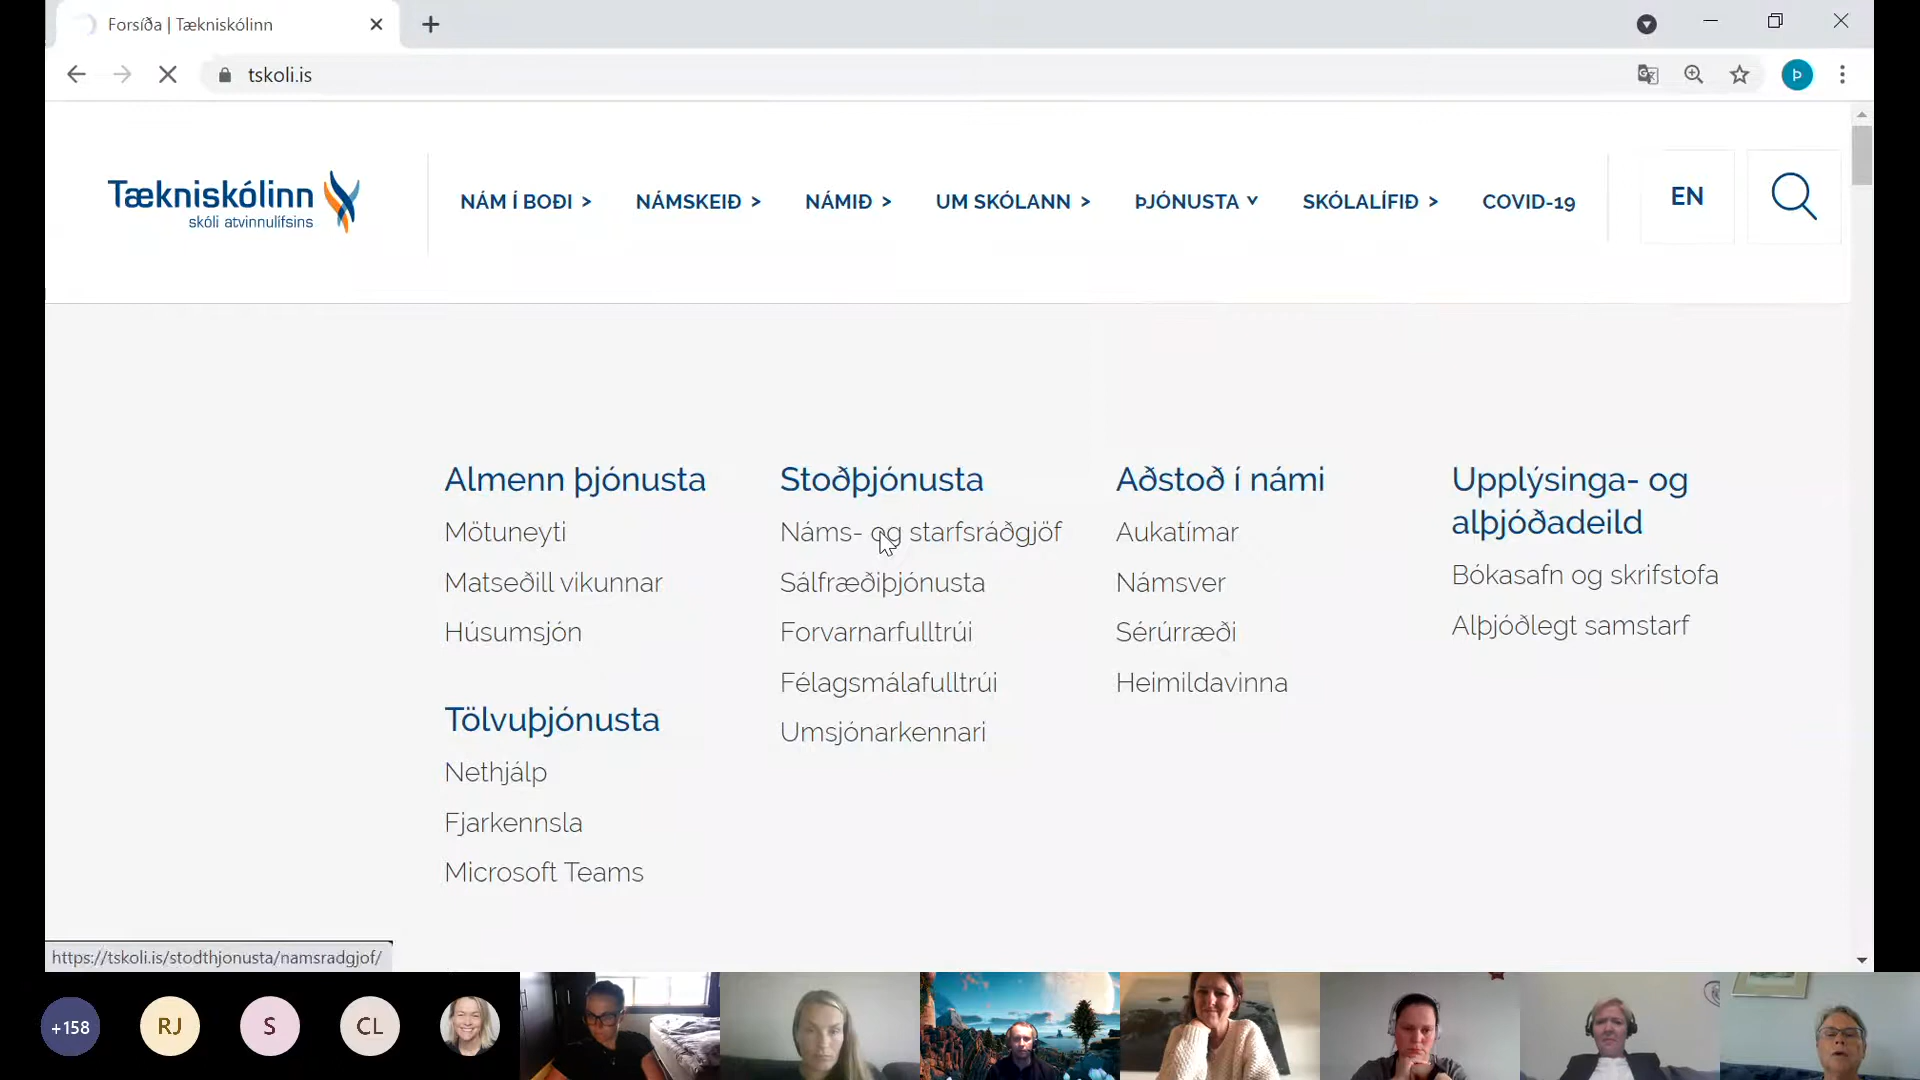 Forsíða | Tækniskólinn
tskoli.is
Þ
Tækniskólinn
skóli atvinnulífsins
NÁM Í BOÐI >
NÁMSKEIÐ >
NÁMIÐ >
UM SKÓLANN >
ÞJÓNUSTA
SKÓLALÍFIÐ >
COVID-19
EN
Almenn þjónusta
Mötuneyti
Matseðill vikunnar
Húsumsjón
Tölvuþjónusta
Nethjálp
Fjarkennsla
Microsoft Teams
Stoðþjónusta
Náms- og starfsráðgjöf
Sálfræðiþjónusta
Forvarnarfulltrúi
Félagsmálafulltrúi
Umsjónarkennari
Aðstoð í námi
Aukatímar
Námsver
Sérúrræði
Heimildavinna
Upplýsinga- og
alþjóðadeild
Bókasafn og skrifstofa
Alþjóðlegt samstarf
https://tskoli.is/stodthjonusta/namsradgjof/
+158
RJ
S
CL